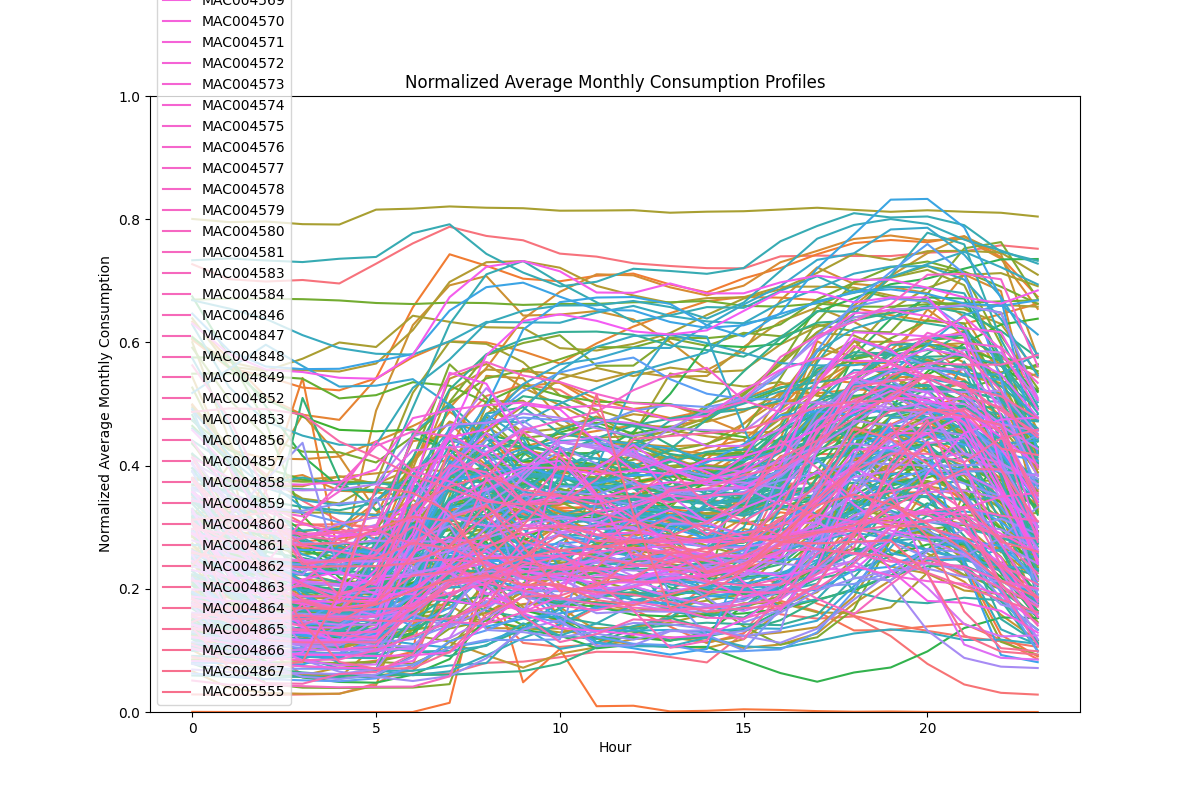 MAC004569
MAC004570
MAC004571
MAC004572
MAC004573
MAC004574
MAC004575
MAC004576
MAC004577
MAC004578
MAC004579
MAC004580
MAC004581
MAC004583
MAC004584
MAC004846
MAC004847
MAC004848
MAC004849
MAC004852
MAC004853
MAC004856
MAC004857
MAC004858
MAC004859
MAC004860
MAC004861
MAC004862
MAC004863
MAC004864
MAC004865
MAC004866
MAC004867
MAC005555
Normalized Average Monthly Consumption Profiles
Normalized Average Monthly Consumption
1.0
0.8
0.6
0.4
0.2
0.0
0 5 10 15 20
Hour